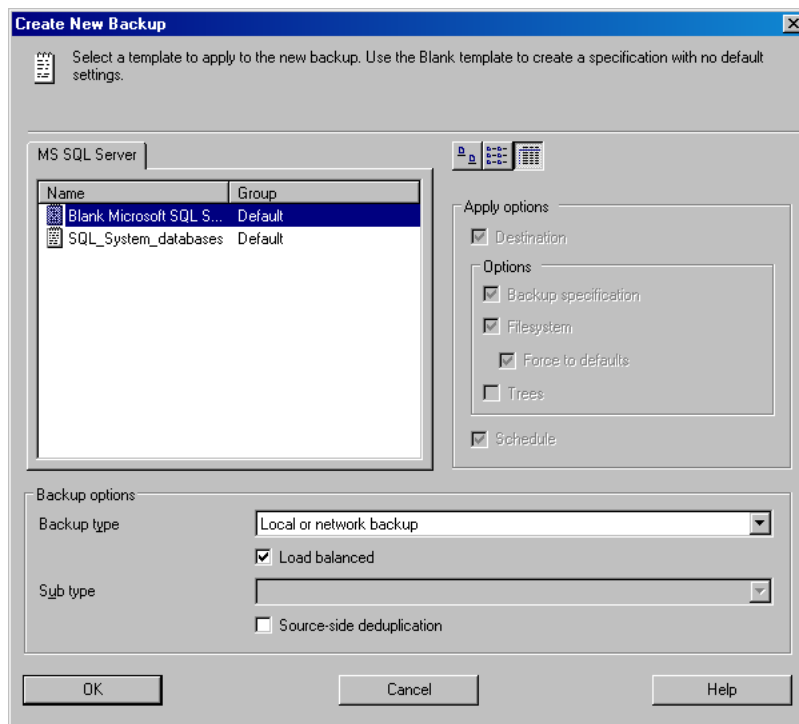 Create New Backup
Select a template to apply to the new backup. Use the Blank template to create a specification with no default
settings.
MS SQL Server
Name Group
Blank Microsoft SQL S... Default
SQL_System_databases Default
Apply options
Destination
Options
Backup specification
Filesystem
Force to defaults
Trees
Schedule
Backup options
Backup type Local or network backup
Load balanced
Sub type
Source-side deduplication
OK Cancel Help